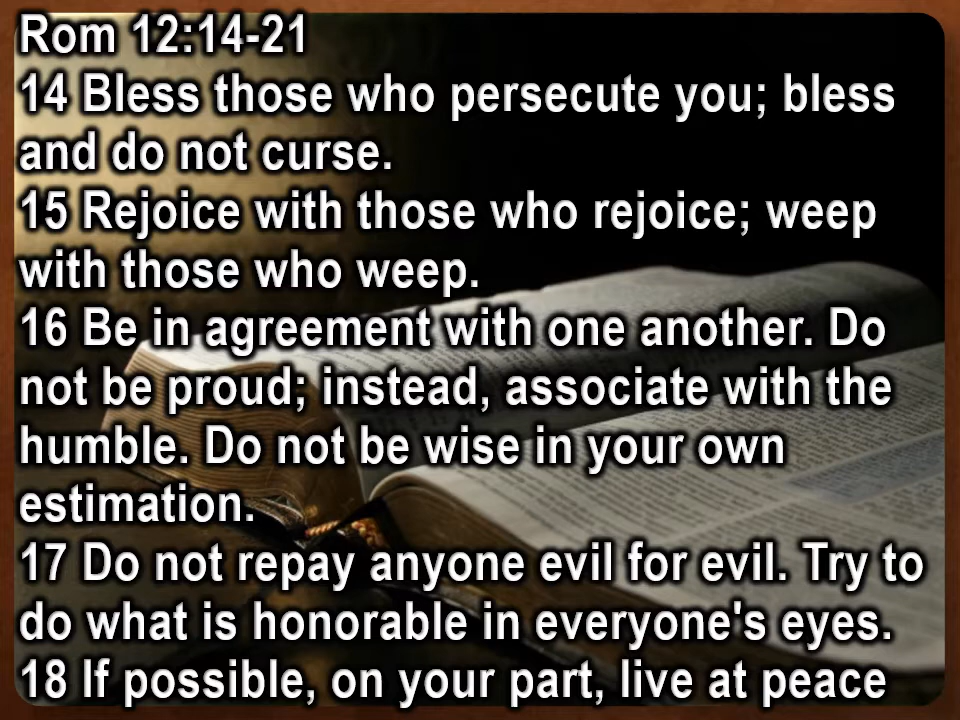 Rom 12:14-21
14 Bless those who persecute you; bless
and do not curse.
15 Rejoice with those who rejoice; weep
with those who weep.
16 Be in agreement with one another. Do
not be proud; instead, associate with the
humble. Do not be wise in your own
estimation.
17 Do not repay anyone evil for evil. Try to
do what is honorable in everyone's eyes.
18 If possible, on your part, live at peace